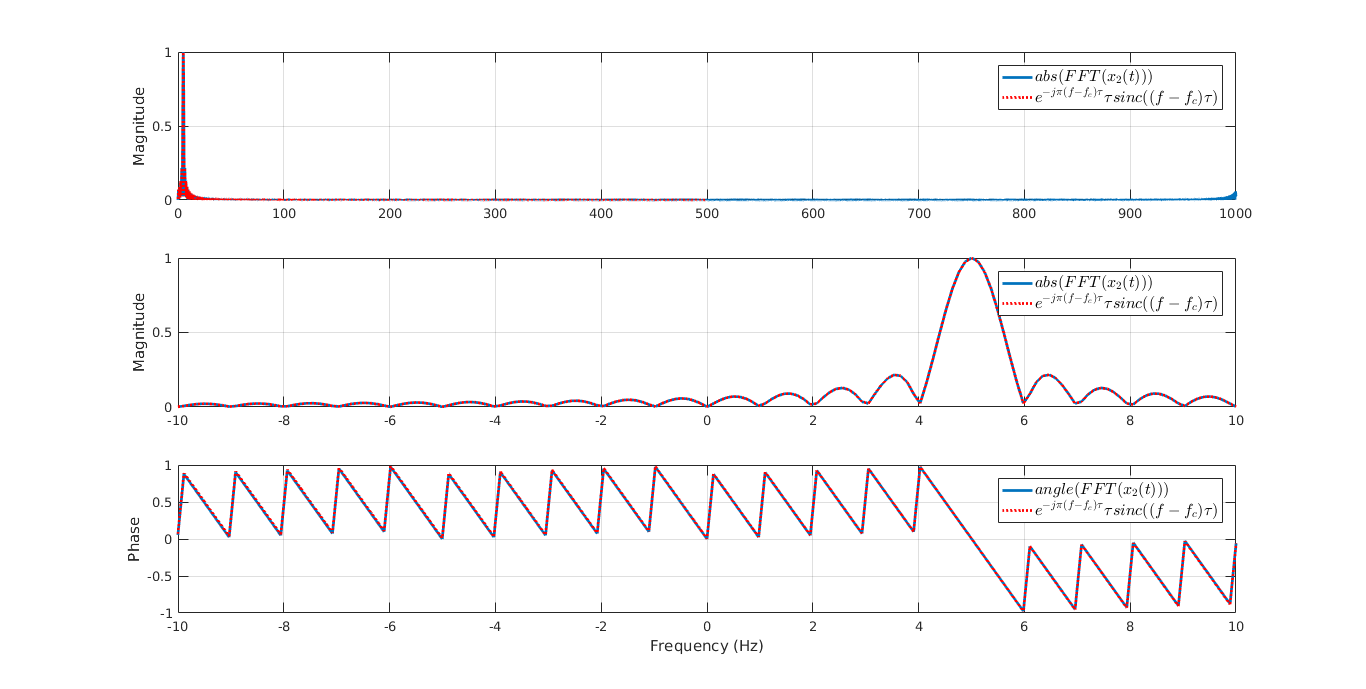 1
0.5
0
Magnitude
abs(FFT(x₂(t)))
e^{-jπ(f-f_c)τ}τsinc((f − f_c)τ)
0 100 200 300 400 500 600 700 800 900 1000
1
0.5
0
Magnitude
abs(FFT(x₂(t)))
e^{-jπ(f-f_c)τ}τsinc((f − f_c)τ)
-10 -8 -6 -4 -2 0 2 4 6 8 10
1
0.5
0
-0.5
-1
Phase
angle(FFT(x₂(t)))
e^{-jπ(f-f_c)τ}τsinc((f − f_c)τ)
-10 -8 -6 -4 -2 0 2 4 6 8 10
Frequency (Hz)